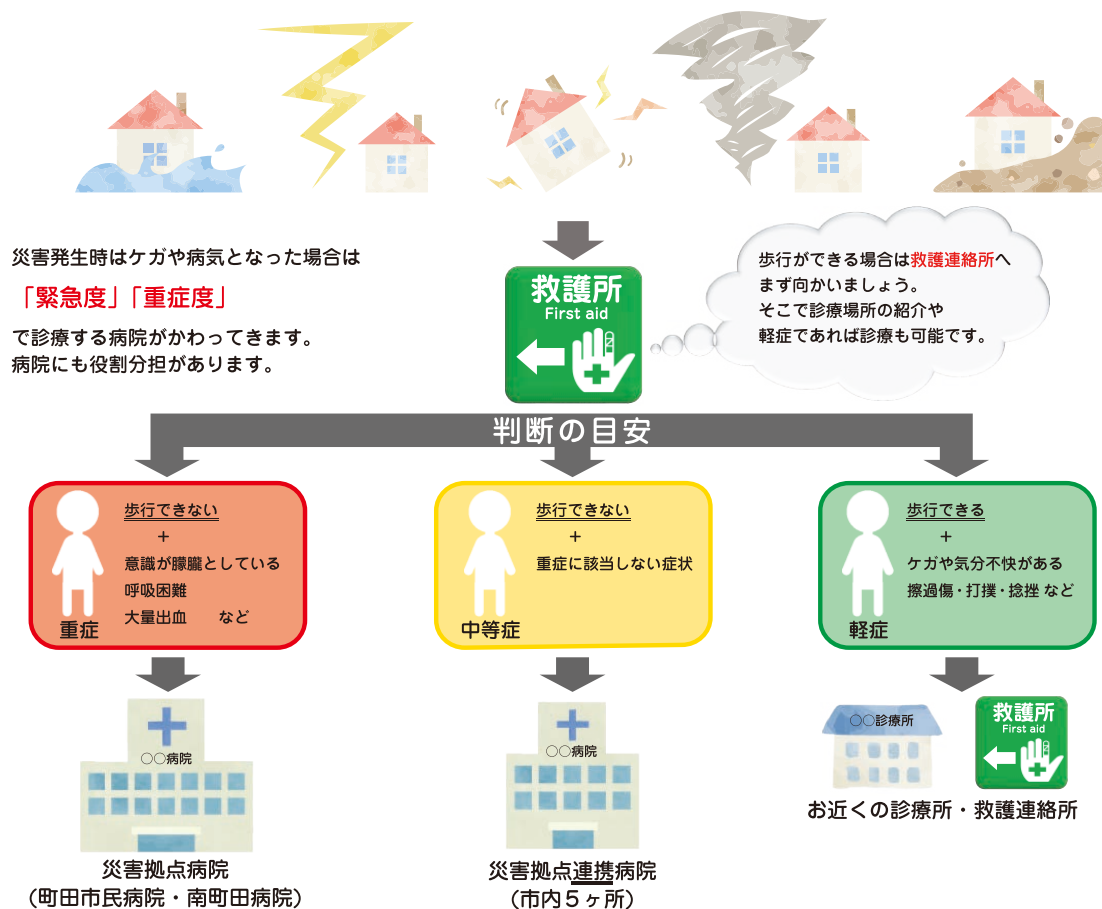 災害発生時はケガや病気となった場合は
「緊急度」「重症度」
で診療する病院がかわってきます。
病院にも役割分担があります。
救護所
First aid
歩行ができる場合は救護連絡所へ
まず向かいましょう。
そこで診療場所の紹介や
軽症であれば診療も可能です。
判断の目安
歩行できない
+
意識が朦朧としている
呼吸困難
大量出血　など
重症
歩行できない
+
重症に該当しない症状
中等症
歩行できる
+
ケガや気分不快がある
擦過傷・打撲・捻挫 など
軽症
〇〇病院
災害拠点病院
(町田市民病院・南町田病院)
〇〇病院
災害拠点連携病院
(市内5ヶ所)
〇〇診療所
救護所
First aid
お近くの診療所・救護連絡所